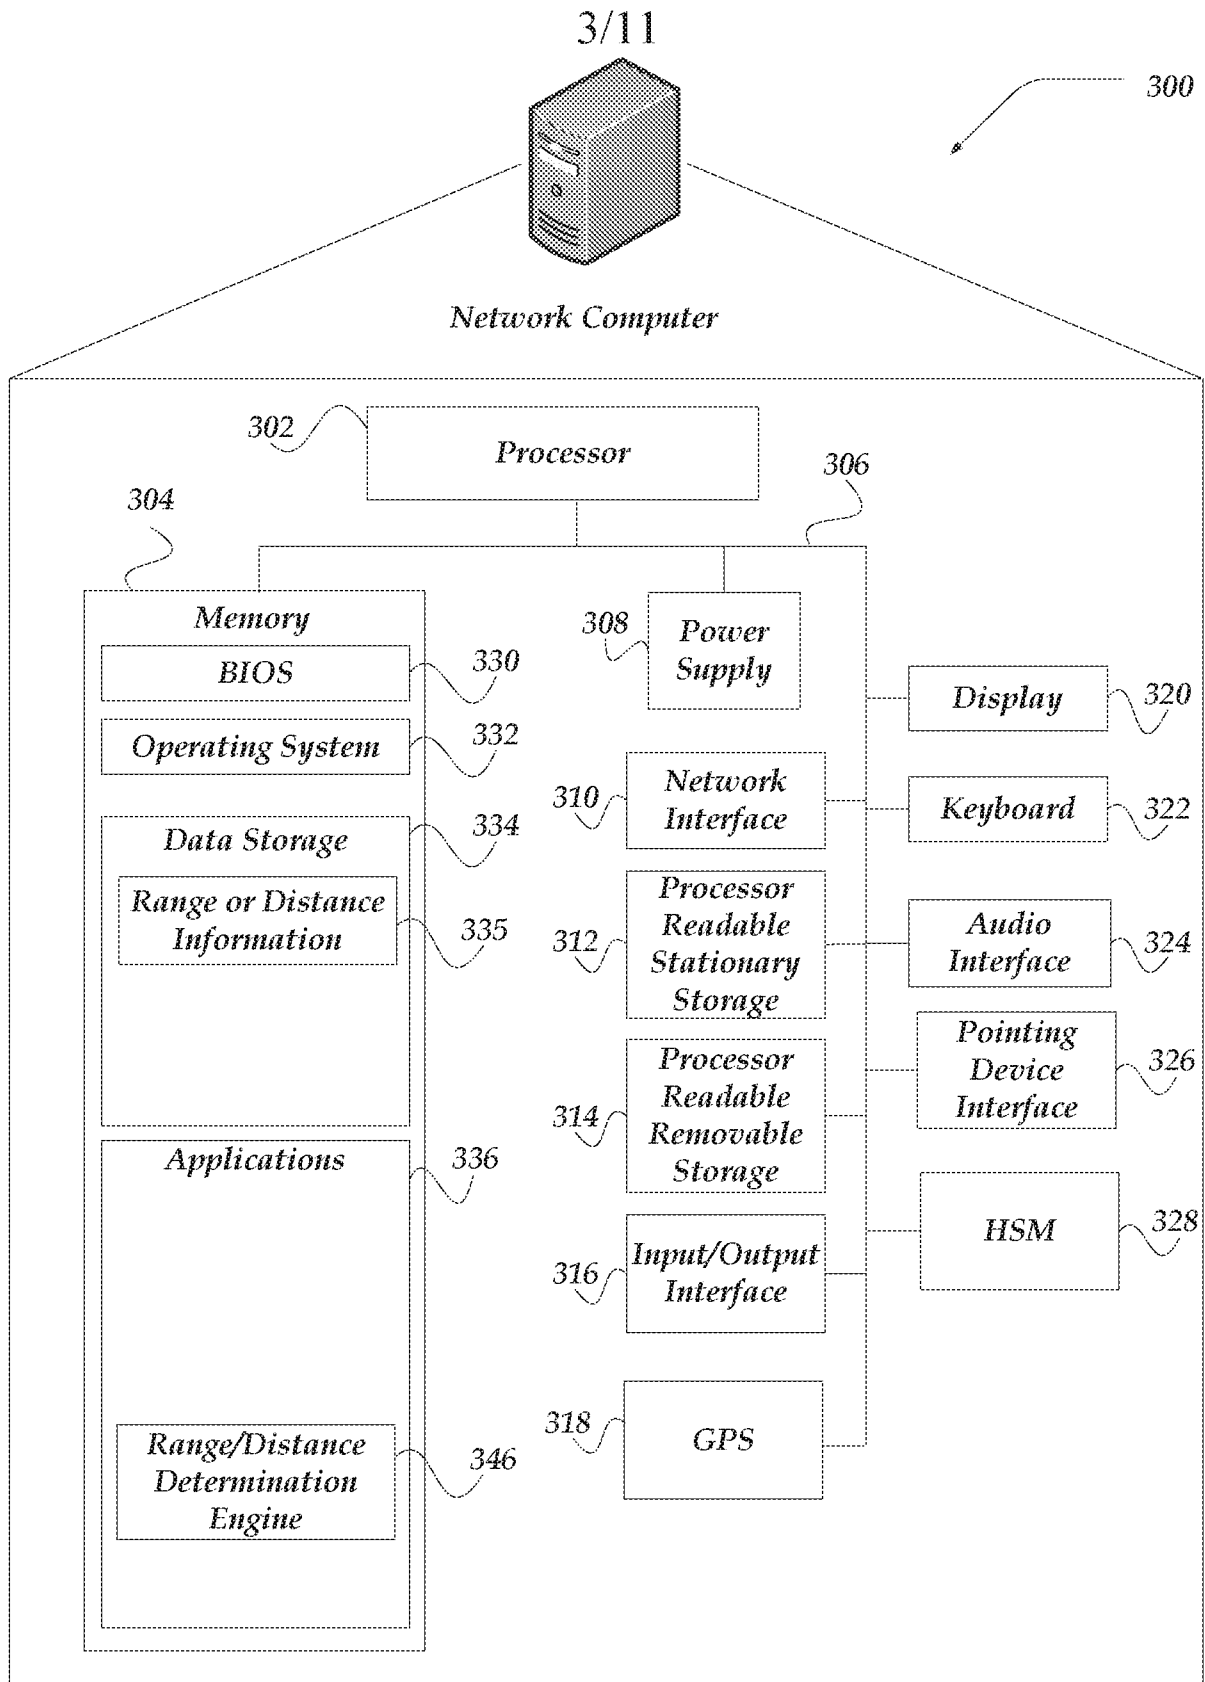 3/11
300
Network Computer
302
Processor
306
304
Memory
308
Power
Supply
BIOS
330
Display
320
Operating System
332
310
Network
Interface
Keyboard
322
Data Storage
334
Range or Distance
Information
335
312
Processor
Readable
Stationary
Storage
Audio
Interface
324
Pointing
Device
Interface
326
314
Processor
Readable
Removable
Storage
Applications
336
HSM
328
316
Input/Output
Interface
318
GPS
Range/Distance
Determination
Engine
346